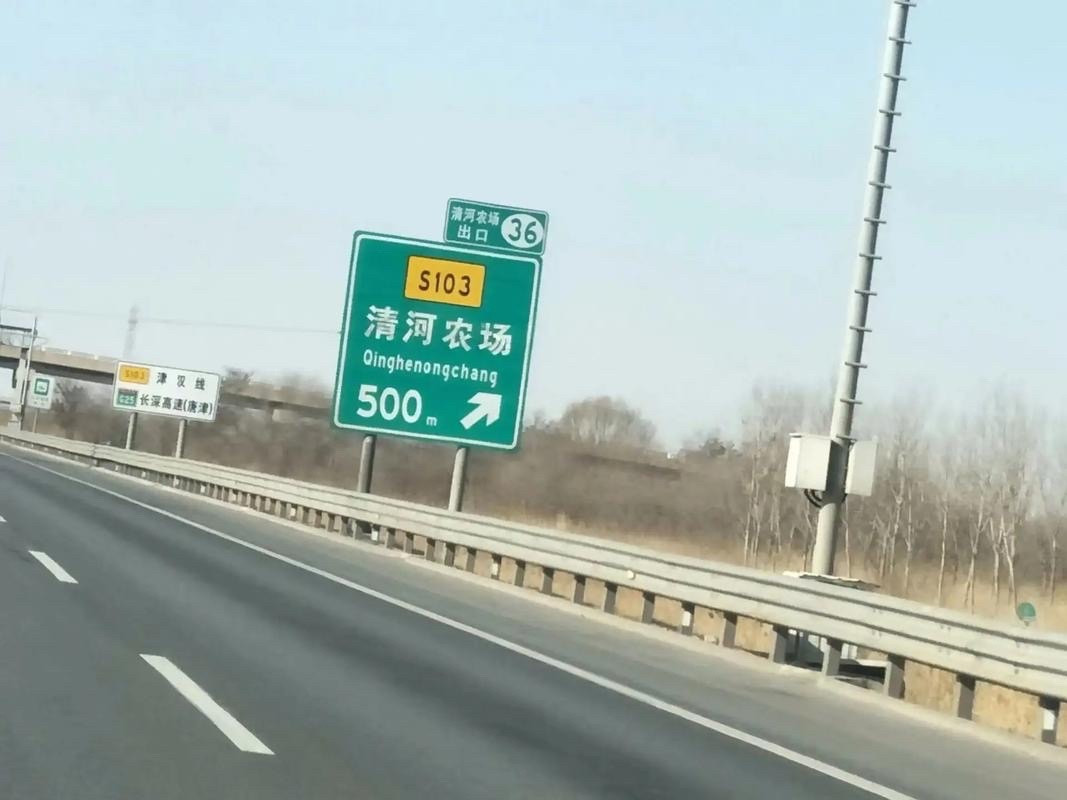 清河农场
出口 36
S103
清河农场
Qinghenongchang
500m
S103 津汉线
G25 长深高速(唐津)